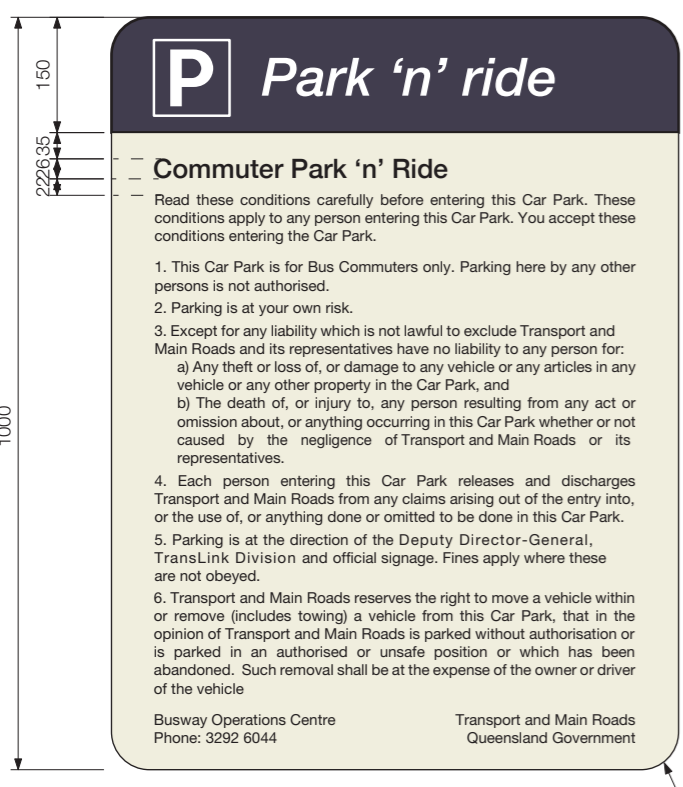 P Park ‘n’ ride
150
35
26
22
1000
Commuter Park ‘n’ Ride
Read these conditions carefully before entering this Car Park. These
conditions apply to any person entering this Car Park. You accept these
conditions entering the Car Park.
1. This Car Park is for Bus Commuters only. Parking here by any other
persons is not authorised.
2. Parking is at your own risk.
3. Except for any liability which is not lawful to exclude Transport and
Main Roads and its representatives have no liability to any person for:
a) Any theft or loss of, or damage to any vehicle or any articles in any
vehicle or any other property in the Car Park, and
b) The death of, or injury to, any person resulting from any act or
omission about, or anything occurring in this Car Park whether or not
caused by the negligence of Transport and Main Roads or its
representatives.
4. Each person entering this Car Park releases and discharges
Transport and Main Roads from any claims arising out of the entry into,
or the use of, or anything done or omitted to be done in this Car Park.
5. Parking is at the direction of the Deputy Director-General,
TransLink Division and official signage. Fines apply where these
are not obeyed.
6. Transport and Main Roads reserves the right to move a vehicle within
or remove (includes towing) a vehicle from this Car Park, that in the
opinion of Transport and Main Roads is parked without authorisation or
is parked in an authorised or unsafe position or which has been
abandoned. Such removal shall be at the expense of the owner or driver
of the vehicle
Busway Operations Centre
Phone: 3292 6044
Transport and Main Roads
Queensland Government